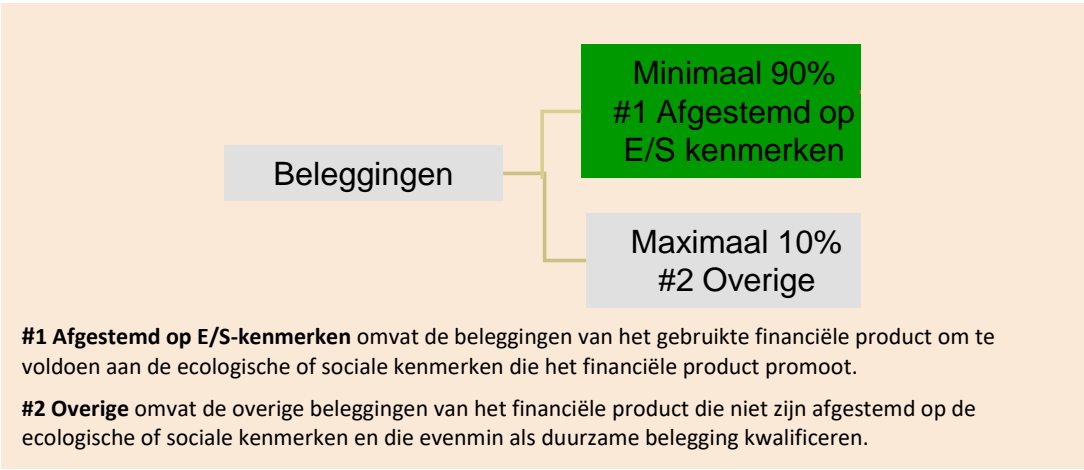 Minimaal 90%
#1 Afgestemd op
E/S kenmerken
Beleggingen
Maximaal 10%
#2 Overige
#1 Afgestemd op E/S-kenmerken omvat de beleggingen van het gebruikte financiële product om te
voldoen aan de ecologische of sociale kenmerken die het financiële product promoot.
#2 Overige omvat de overige beleggingen van het financiële product die niet zijn afgestemd op de
ecologische of sociale kenmerken en die evenmin als duurzame belegging kwalificeren.